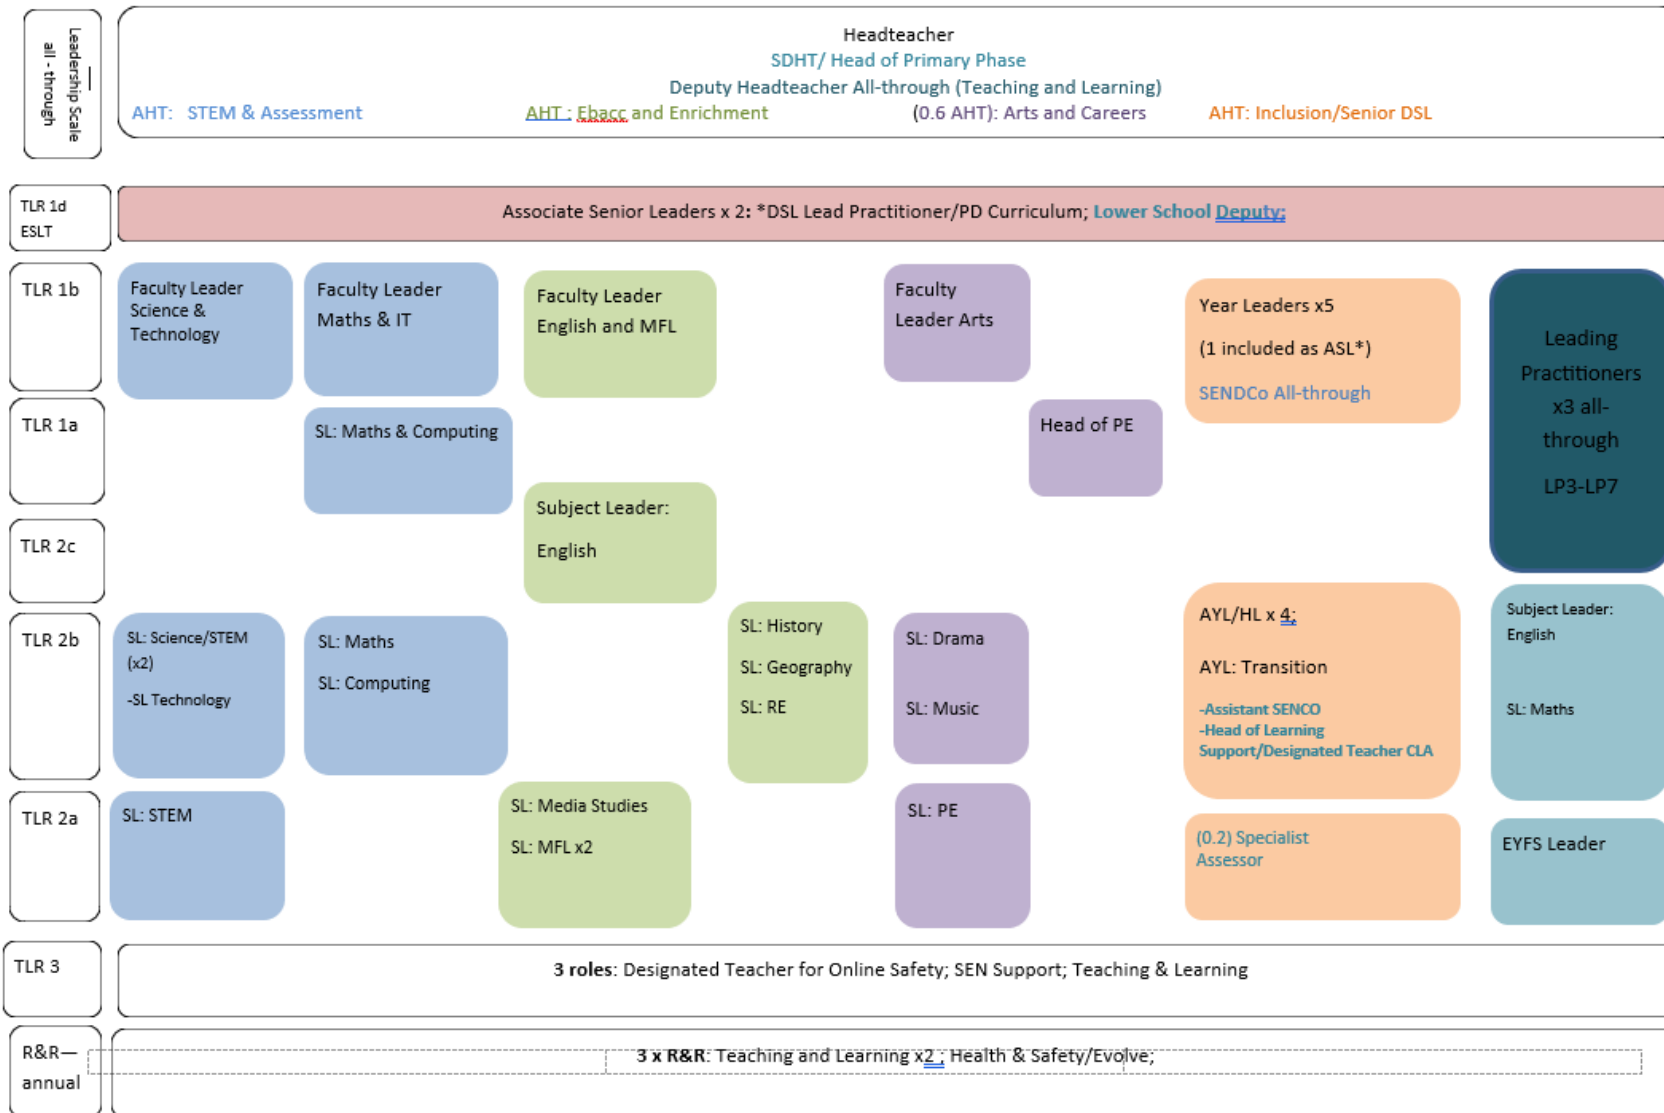 Leadership Scale
all - through
Headteacher
SDHT/ Head of Primary Phase
Deputy Headteacher All-through (Teaching and Learning)
AHT: STEM & Assessment
AHT : Ebacc and Enrichment
(0.6 AHT): Arts and Careers
AHT: Inclusion/Senior DSL
TLR 1d
ESLT
Associate Senior Leaders x 2: *DSL Lead Practitioner/PD Curriculum; Lower School Deputy;
TLR 1b
Faculty Leader
Science &
Technology
Faculty Leader
Maths & IT
Faculty Leader
English and MFL
Faculty
Leader Arts
Year Leaders x5
(1 included as ASL*)
SENDCo All-through
Leading
Practitioners
x3 all-
through
LP3-LP7
TLR 1a
SL: Maths & Computing
Head of PE
Subject Leader:
English
TLR 2c
TLR 2b
SL: Science/STEM
(x2)
-SL Technology
SL: Maths
SL: Computing
SL: History
SL: Geography
SL: RE
SL: Drama
SL: Music
AYL/HL x 4;
AYL: Transition
-Assistant SENCO
-Head of Learning
Support/Designated Teacher CLA
Subject Leader:
English
SL: Maths
TLR 2a
SL: STEM
SL: Media Studies
SL: MFL x2
SL: PE
(0.2) Specialist
Assessor
EYFS Leader
TLR 3
3 roles: Designated Teacher for Online Safety; SEN Support; Teaching & Learning
R&R—
annual
3 x R&R: Teaching and Learning x2 ; Health & Safety/Evolve;